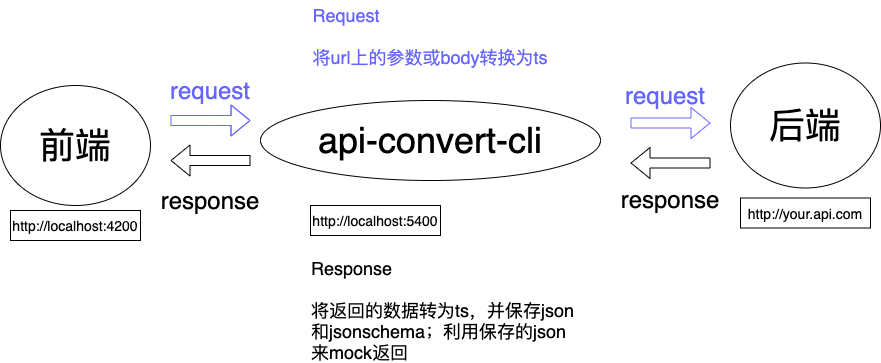 Request
将url上的参数或body转换为ts
request
request
前端
api-convert-cli
后端
response
response
http://localhost:4200
http://localhost:5400
http://your.api.com
Response
将返回的数据转为ts，并保存json
和jsonschema；利用保存的json
来mock返回